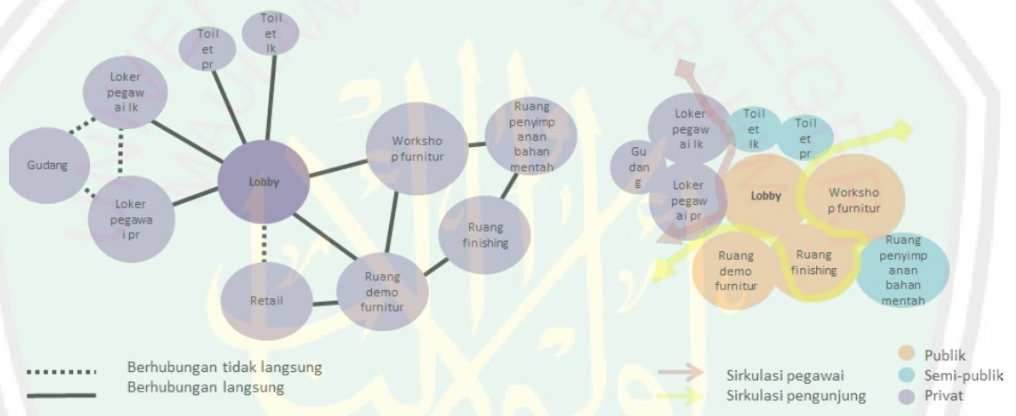 Toil
et
pr
Toil
et
lk
Loker
pegaw
ai lk
Gudang
Loker
pegawa
i pr
Lobby
Worksho
p furnitur
Ruang
penyimp
anan
bahan
mentah
Ruang
finishing
Ruang
demo
furnitur
Retail
Berhubungan tidak langsung
Berhubungan langsung
Loker
pegaw
ai lk
Toil
et
lk
Toil
et
pr
Gu
dan
g
Loker
pegaw
ai pr
Lobby
Worksho
p furnitur
Ruang
demo
furnitur
Ruang
finishing
Ruang
penyimp
anan
bahan
mentah
Sirkulasi pegawai
Sirkulasi pengunjung
Publik
Semi-publik
Privat